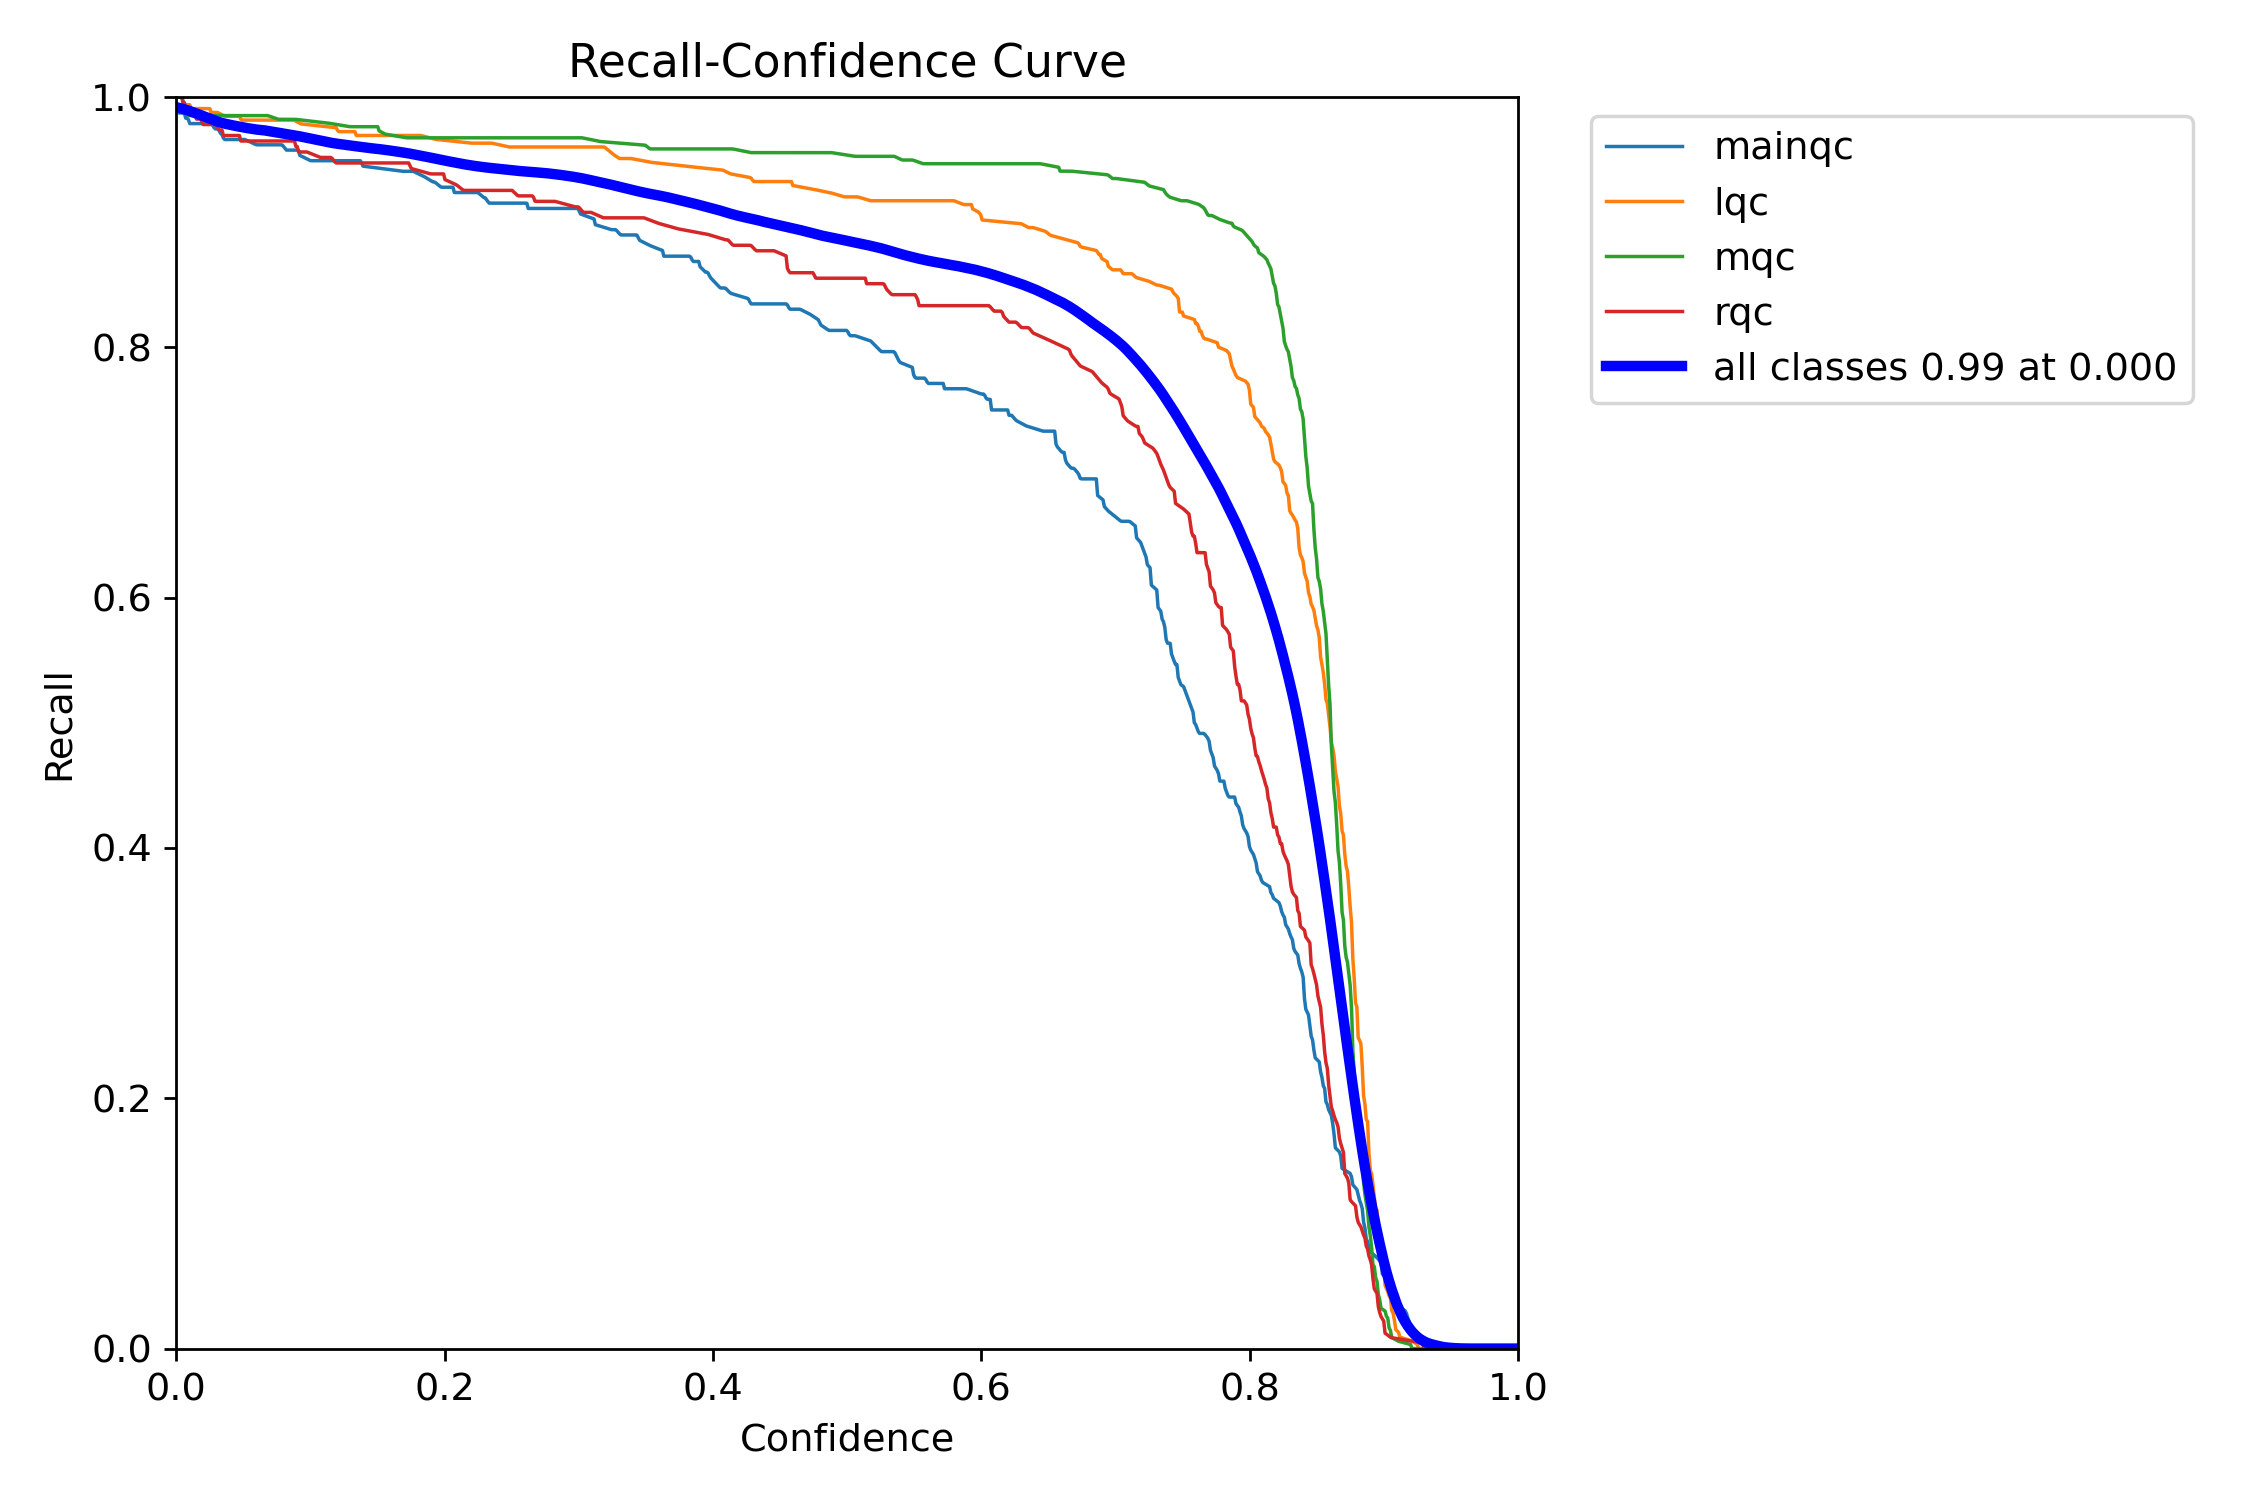 Recall-Confidence Curve
1.0
0.8
0.6
0.4
0.2
0.0
Recall
0.0 0.2 0.4 0.6 0.8 1.0
Confidence
mainqc
lqc
mqc
rqc
all classes 0.99 at 0.000